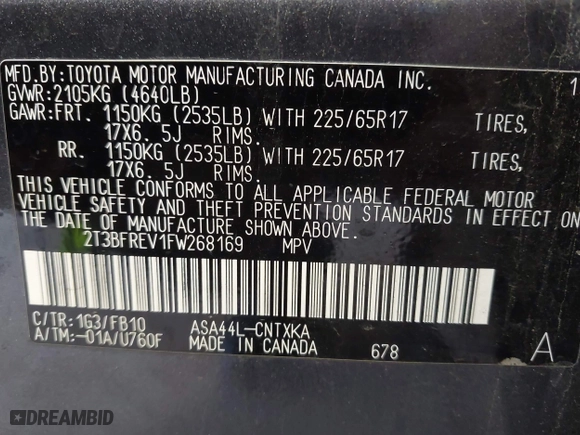 MFD.BY:TOYOTA MOTOR MANUFACTURING CANADA INC. 1
GVWR:2105KG (4640LB)
GAWR:FRT. 1150KG (2535LB) WITH 225/65R17 TIRES,
17X6. 5J RIMS.
RR. 1150KG (2535LB) WITH 225/65R17 TIRES,
17X6. 5J RIMS.
THIS VEHICLE CONFORMS TO ALL APPLICABLE FEDERAL MOTOR
VEHICLE SAFETY AND THEFT PREVENTION STANDARDS IN EFFECT ON
THE DATE OF MANUFACTURE SHOWN ABOVE.
2T3BFREV1FW268169 MPV
C/TR:1G3/FB10 ASA44L-CNTXKA
A/TM:-01A/U760F MADE IN CANADA 678 A
DREAMBID